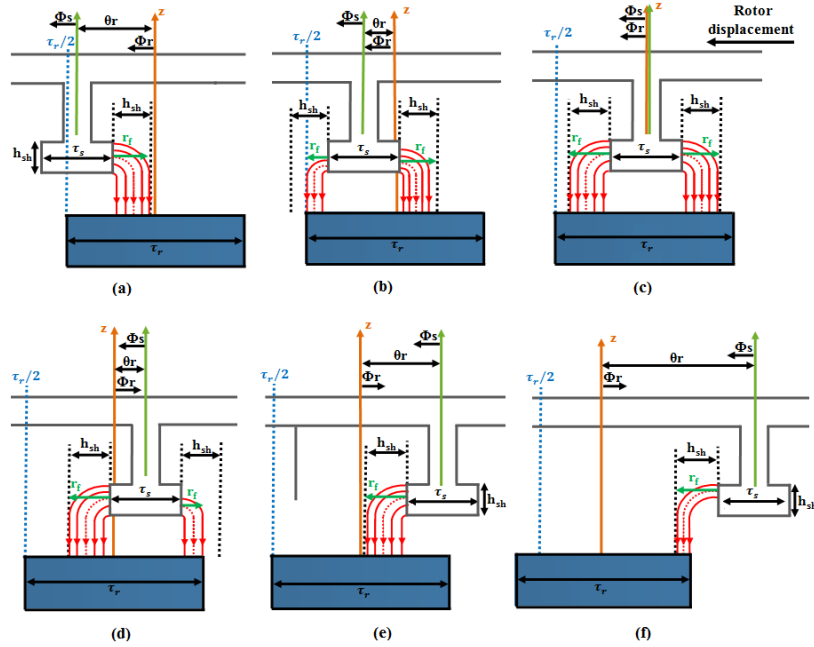 Φs θr z
τr/2 Φr
hsh
rf
hsh τs
τr
(a)
Φs θr z
τr/2 Φr
hsh hsh
rf
τs
τr
(b)
Φs z
τr/2 Φr
hsh hsh
rf
τs
τr
(c)
Rotor
displacement
z Φs
θr
τr/2 Φr
hsh hsh
rf τs rf
τr
(d)
z Φs
θr
τr/2 Φr
hsh
rf τs hsh
τr
(e)
z Φs
θr
τr/2 Φr
hsh
rf τs hsh
τr
(f)